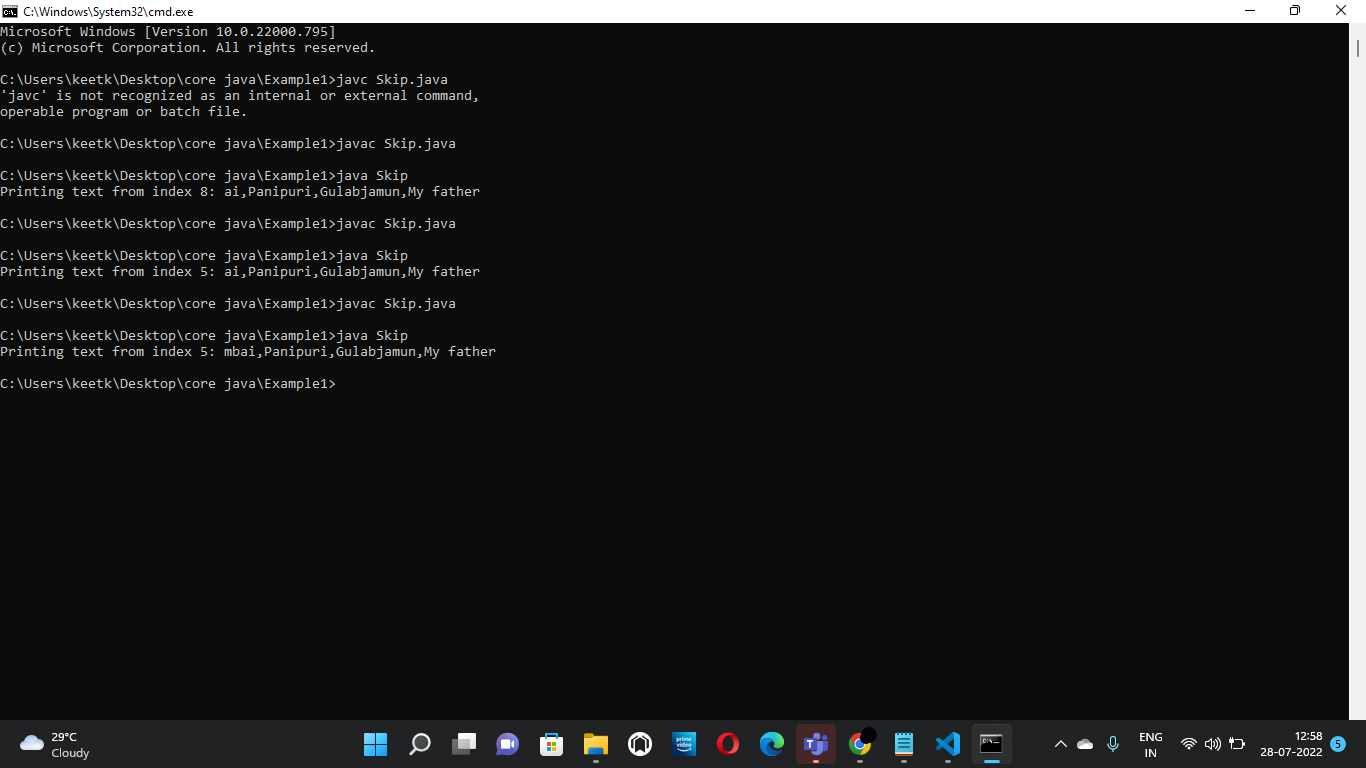 C:\Windows\System32\cmd.exe
Microsoft Windows [Version 10.0.22000.795]
(c) Microsoft Corporation. All rights reserved.
C:\Users\keetk\Desktop\core java\Example1>javc Skip.java
'javc' is not recognized as an internal or external command,
operable program or batch file.
C:\Users\keetk\Desktop\core java\Example1>javac Skip.java
C:\Users\keetk\Desktop\core java\Example1>java Skip
Printing text from index 8: ai,Panipuri,Gulabjamun,My father
C:\Users\keetk\Desktop\core java\Example1>javac Skip.java
C:\Users\keetk\Desktop\core java\Example1>java Skip
Printing text from index 5: ai,Panipuri,Gulabjamun,My father
C:\Users\keetk\Desktop\core java\Example1>javac Skip.java
C:\Users\keetk\Desktop\core java\Example1>java Skip
Printing text from index 5: mbai,Panipuri,Gulabjamun,My father
C:\Users\keetk\Desktop\core java\Example1>
29°C
Cloudy
prime video
ENG
IN
12:58
28-07-2022
5